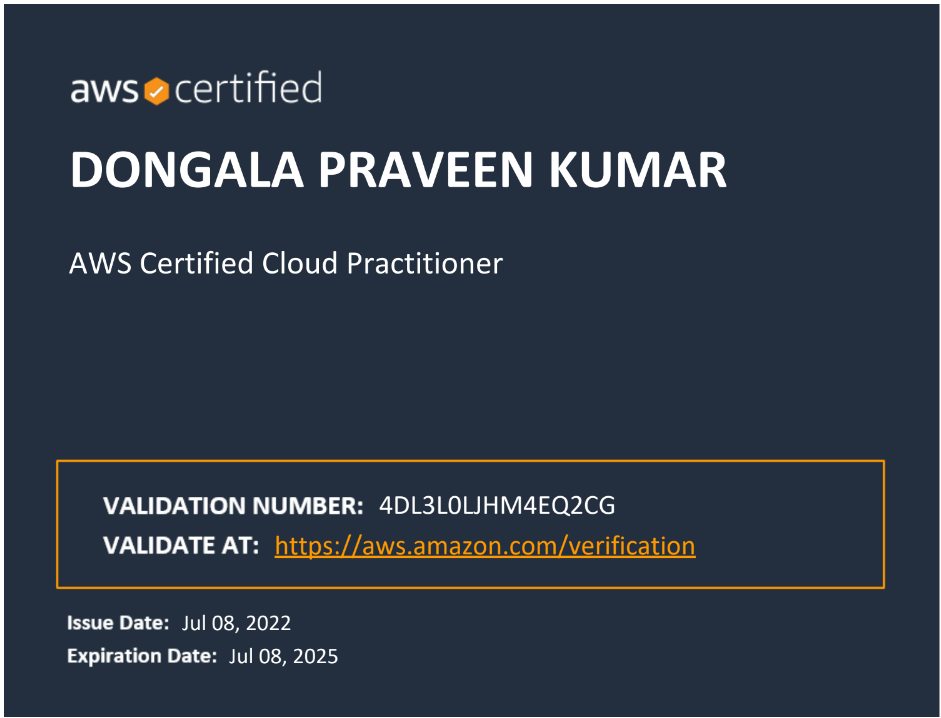 aws certified
DONGALA PRAVEEN KUMAR
AWS Certified Cloud Practitioner
VALIDATION NUMBER: 4DL3L0LJHM4EQ2CG
VALIDATE AT: https://aws.amazon.com/verification
Issue Date: Jul 08, 2022
Expiration Date: Jul 08, 2025